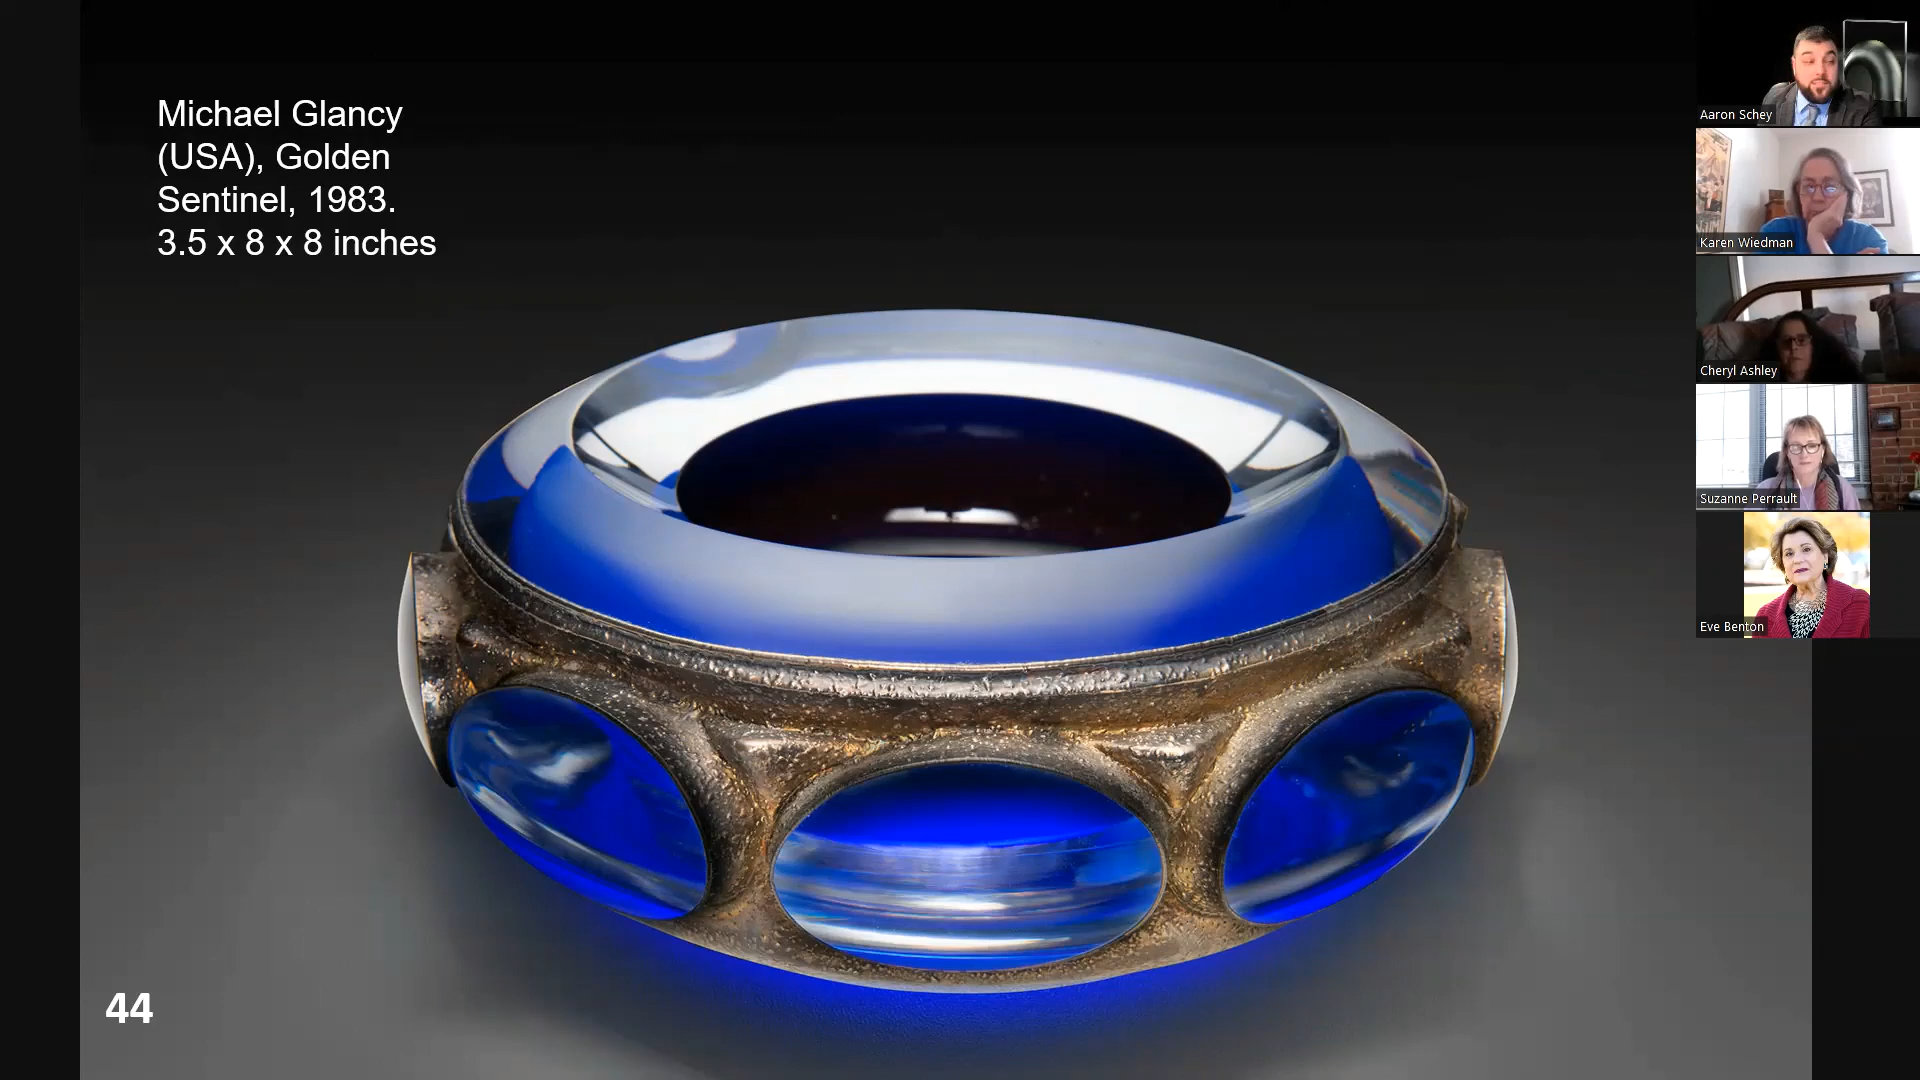 Michael Glancy
(USA), Golden
Sentinel, 1983.
3.5 x 8 x 8 inches
44
Aaron Schey
Karen Wiedman
Cheryl Ashley
Suzanne Perrault
Eve Benton